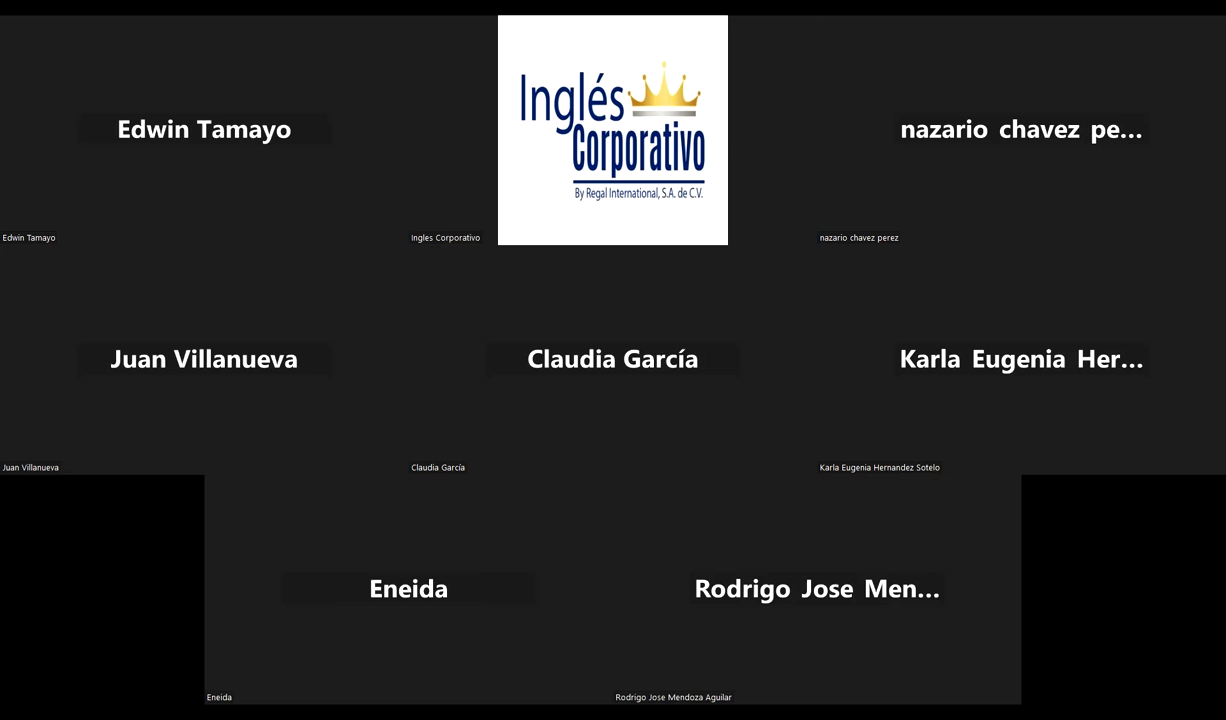 Edwin Tamayo
Edwin Tamayo
Inglés
Corporativo
By Regal International, S.A. de C.V.
Ingles Corporativo
nazario chavez pe...
nazario chavez perez
Juan Villanueva
Juan Villanueva
Claudia García
Claudia García
Karla Eugenia Her...
Karla Eugenia Hernandez Sotelo
Eneida
Eneida
Rodrigo Jose Men...
Rodrigo Jose Mendoza Aguilar